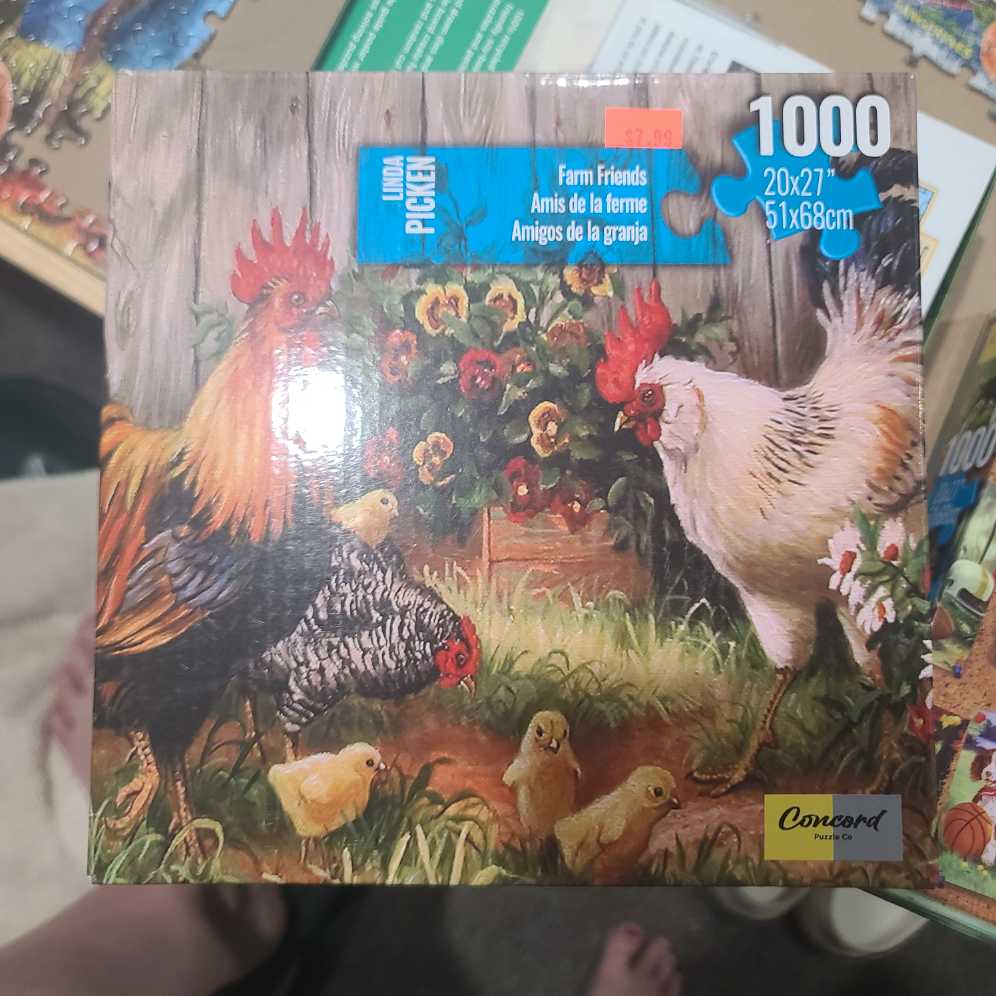 $7.99
1000
20x27"
51x68cm
LINDA
PICKEN
Farm Friends
Amis de la ferme
Amigos de la granja
Concord
Puzzle Co
1000